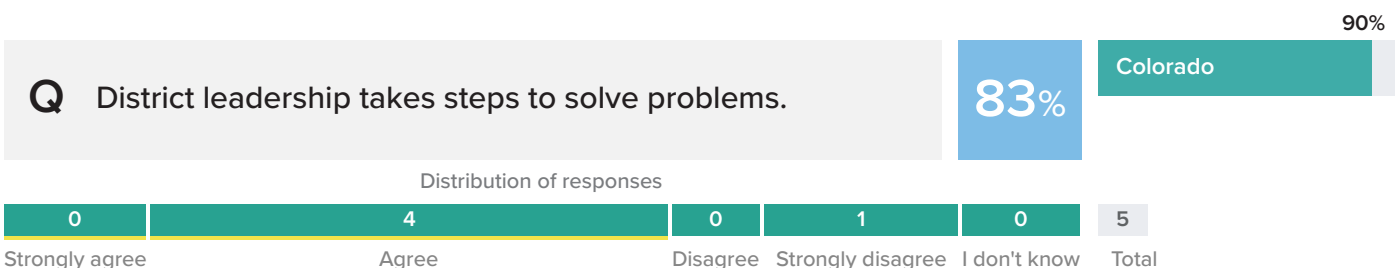 90%
Q District leadership takes steps to solve problems.
83%
Colorado
Distribution of responses
0 4 0 1 0 5
Strongly agree Agree Disagree Strongly disagree I don't know Total